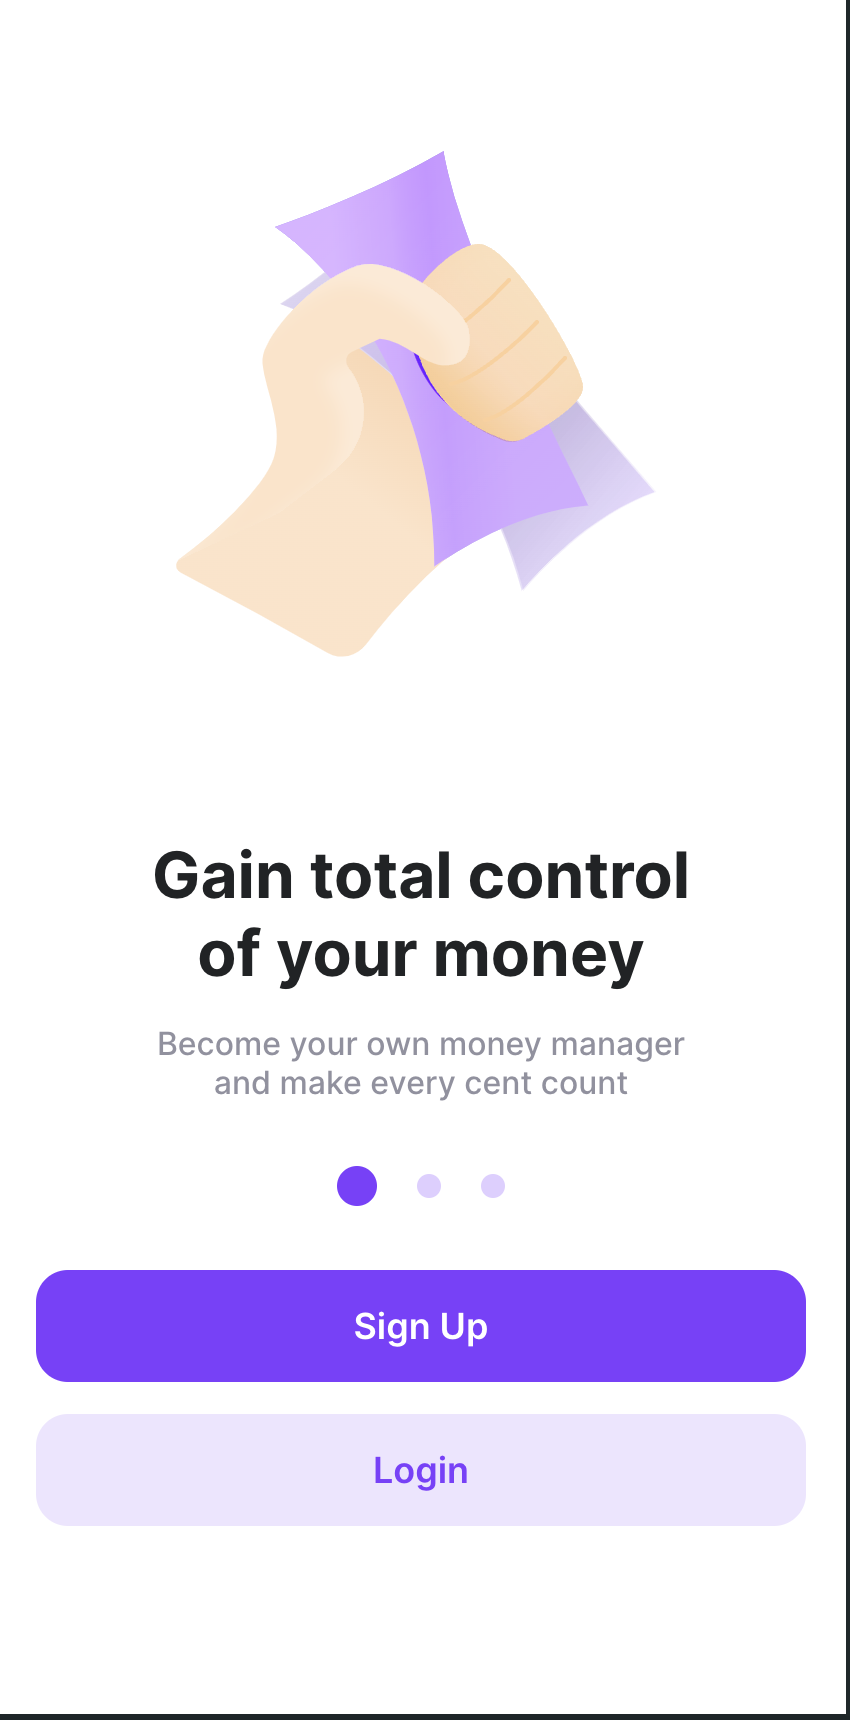 Gain total control
of your money
Become your own money manager
and make every cent count
Sign Up
Login